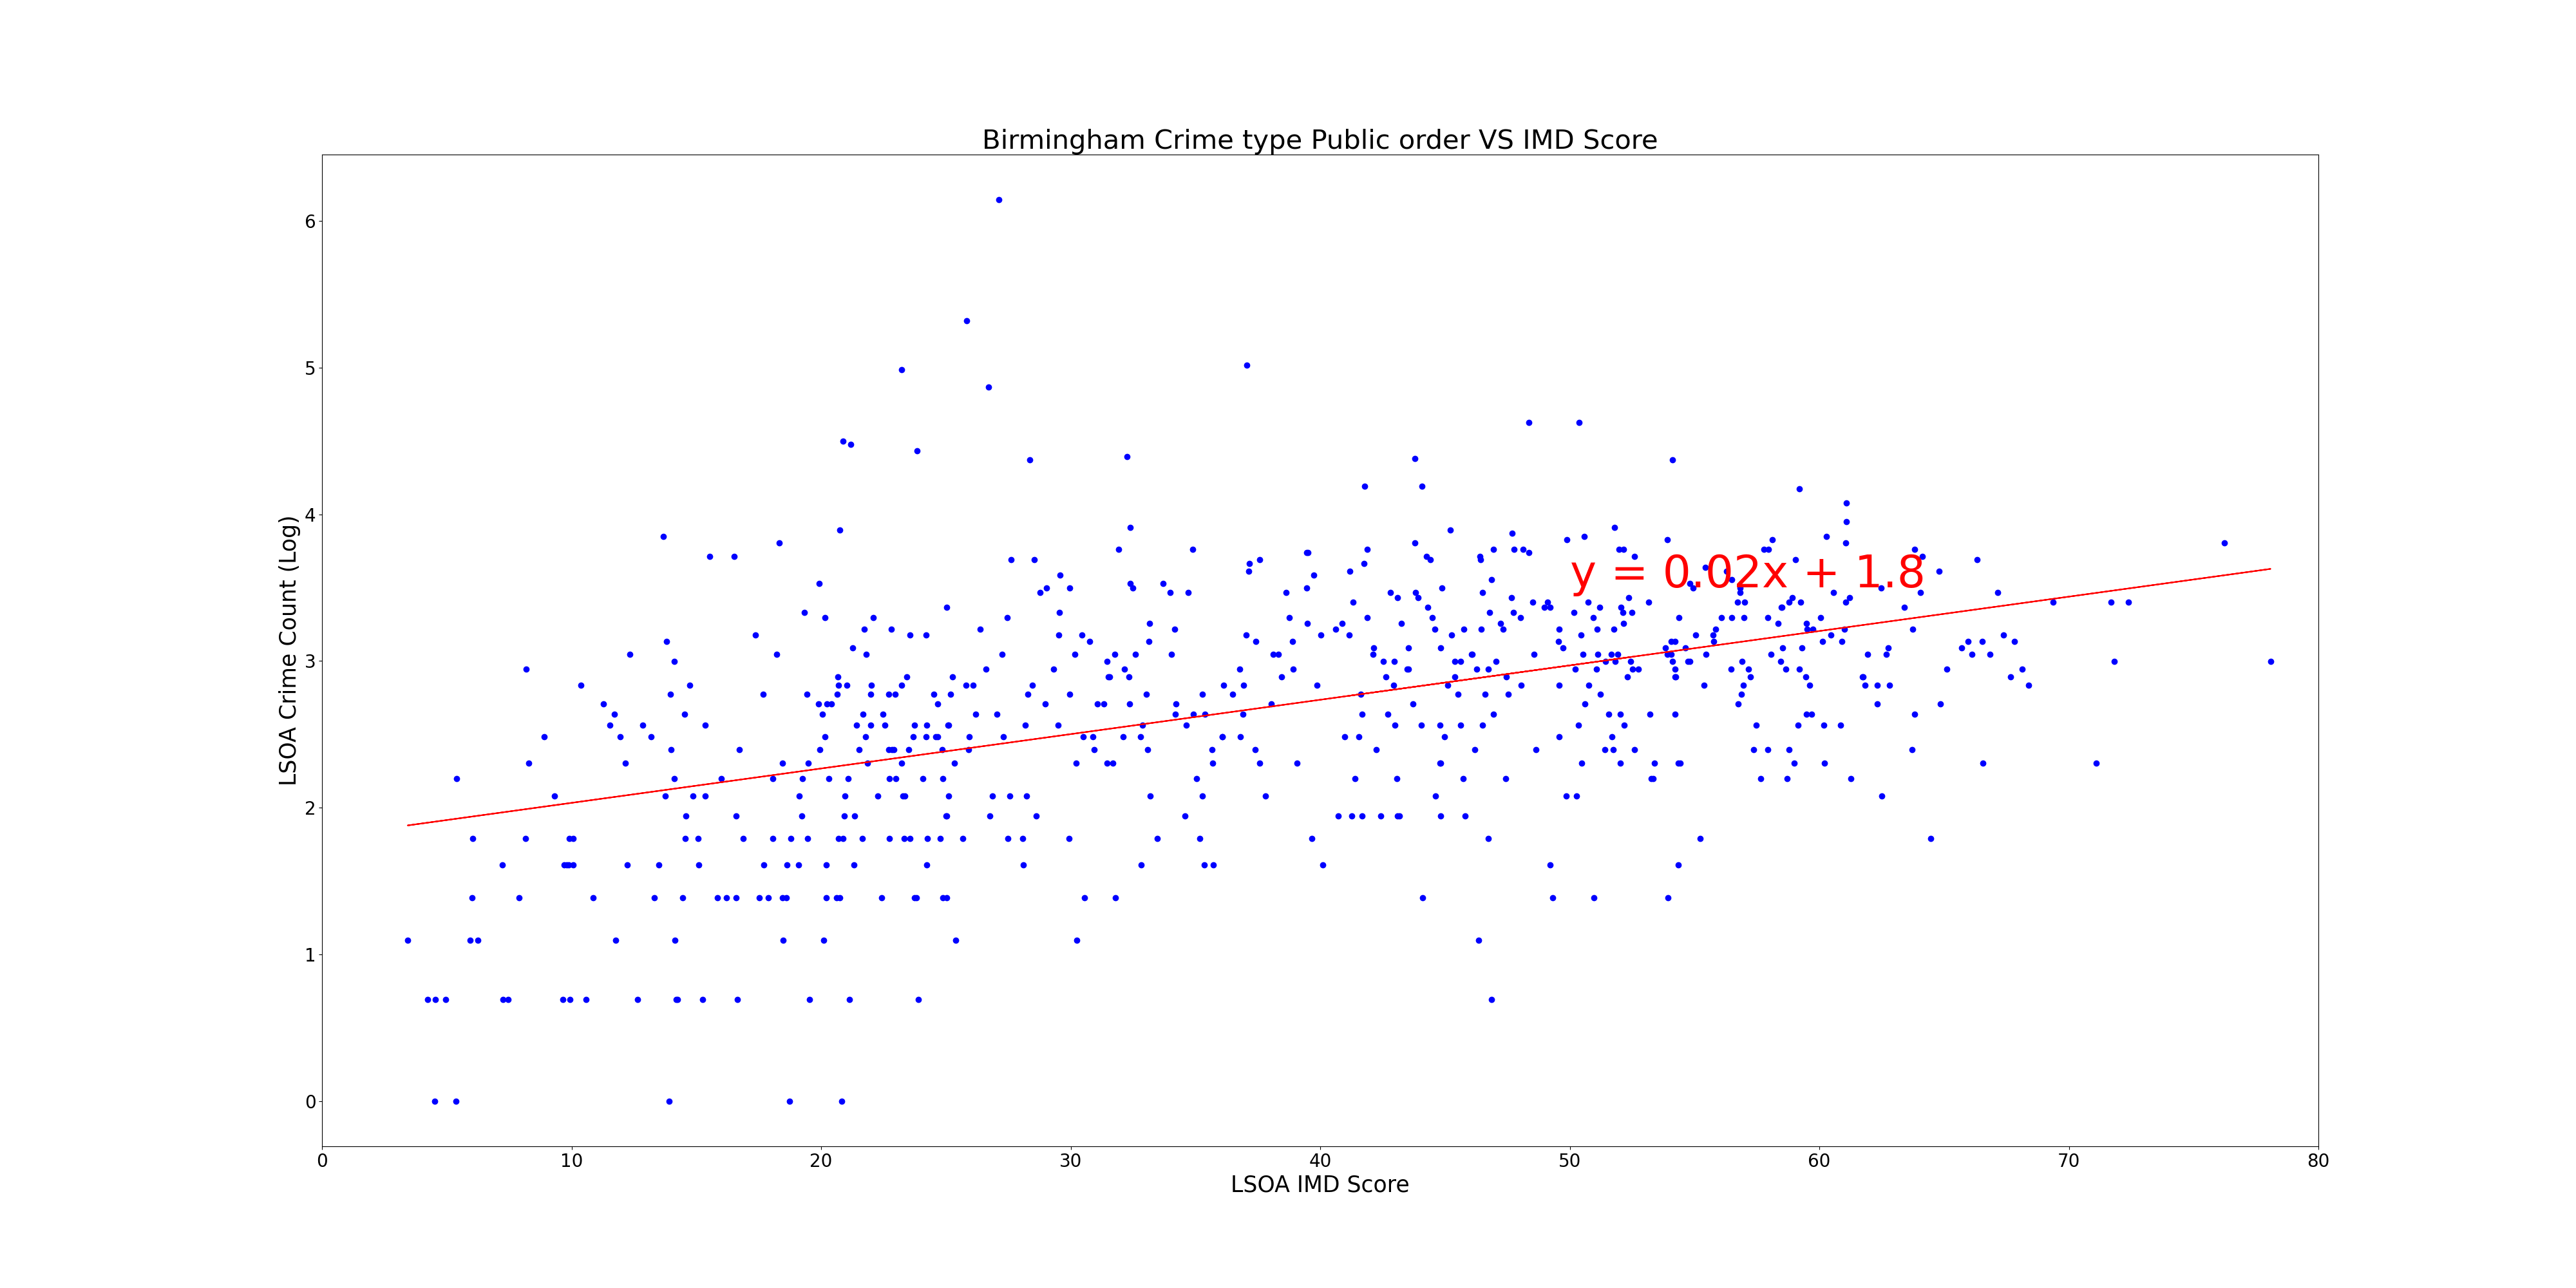 Birmingham Crime type Public order VS IMD Score
6
5
4
3
2
1
0
LSOA Crime Count (Log)
y = 0.02x + 1.8
0 10 20 30 40 50 60 70 80
LSOA IMD Score